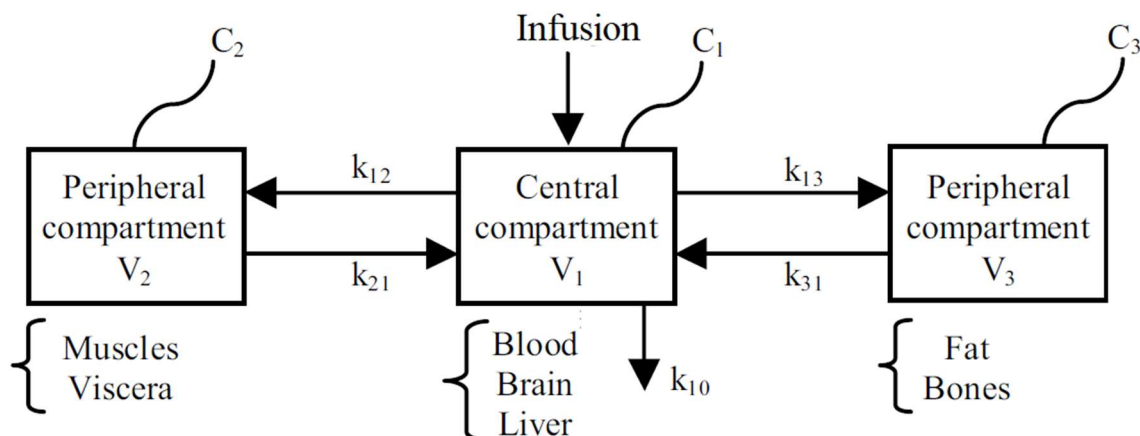 Infusion
C₂
C₁
C₃
Peripheral
compartment
V₂
k₁₂
k₂₁
Central
compartment
V₁
k₁₃
k₃₁
Peripheral
compartment
V₃
Muscles
Viscera
Blood
Brain
Liver
k₁₀
Fat
Bones